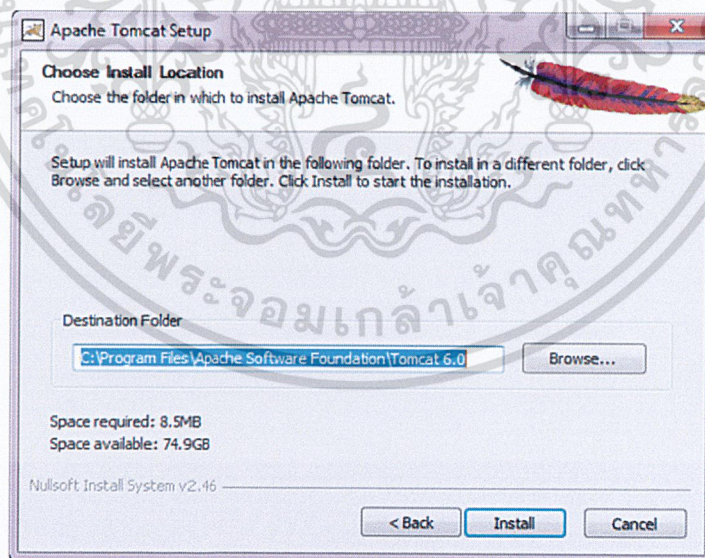 Apache Tomcat Setup
Choose Install Location
Choose the folder in which to install Apache Tomcat.
Setup will install Apache Tomcat in the following folder. To install in a different folder, click
Browse and select another folder. Click Install to start the installation.
Destination Folder
C:\Program Files\Apache Software Foundation\Tomcat 6.0
Browse...
Space required: 8.5MB
Space available: 74.9GB
Nullsoft Install System v2.46
< Back
Install
Cancel
พระจอมเกล้าเจ้าคุณทหาร